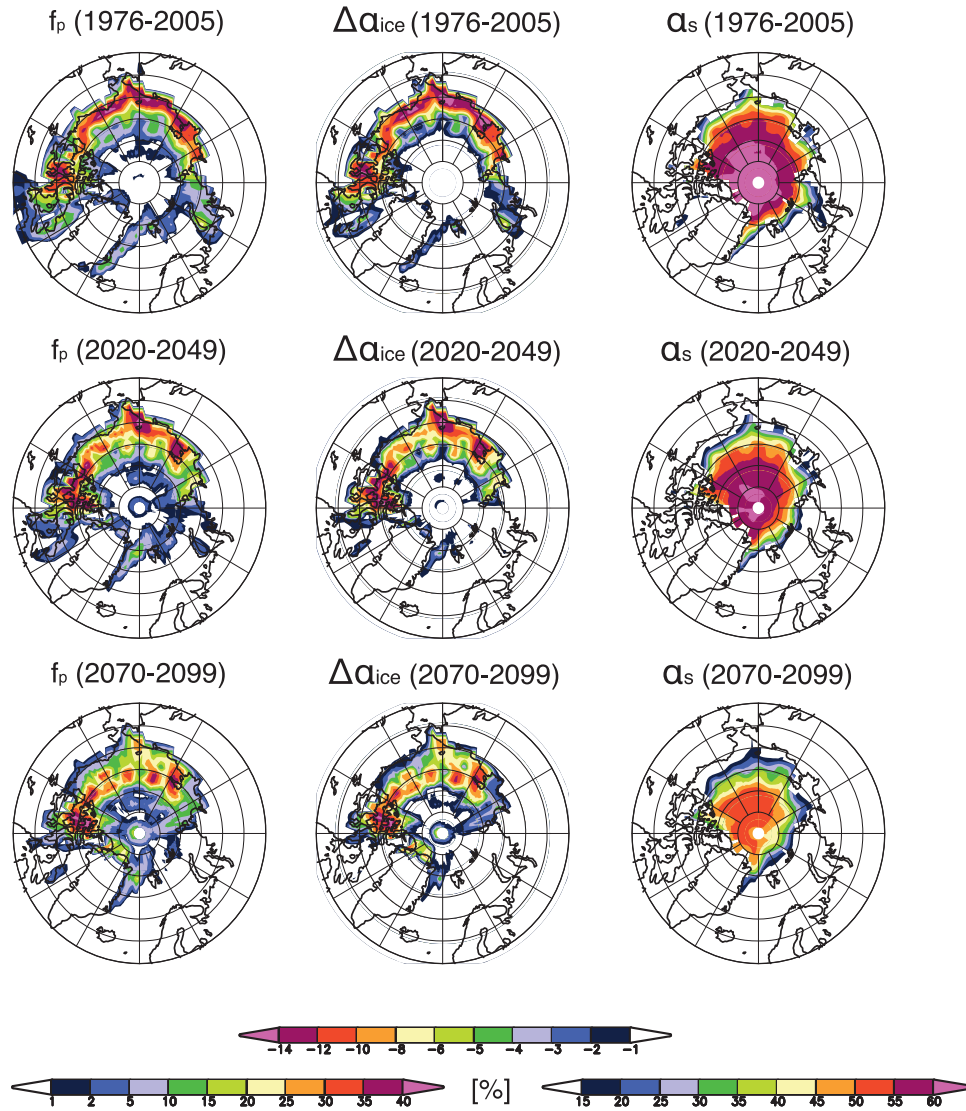 fp (1976-2005) Δαice (1976-2005) αs (1976-2005)
fp (2020-2049) Δαice (2020-2049) αs (2020-2049)
fp (2070-2099) Δαice (2070-2099) αs (2070-2099)
-14 -12 -10 -8 -6 -5 -4 -3 -2 -1
1 2 5 10 15 20 25 30 35 40 [%] 15 20 25 30 35 40 45 50 55 60